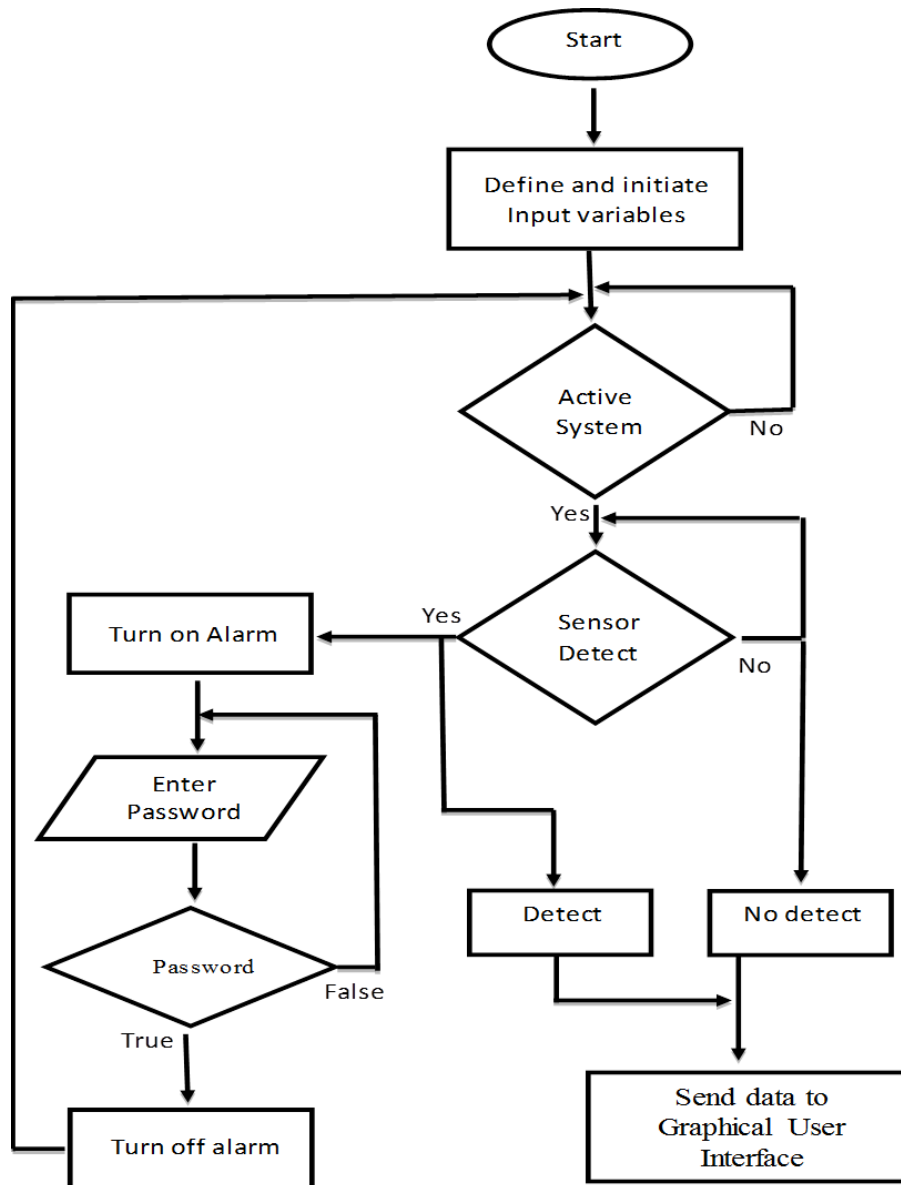 Start
Define and initiate
Input variables
Active
System
No
Yes
Yes
Sensor
Detect
No
Turn on Alarm
Enter
Password
Detect
No detect
Password
False
True
Send data to
Graphical User
Interface
Turn off alarm